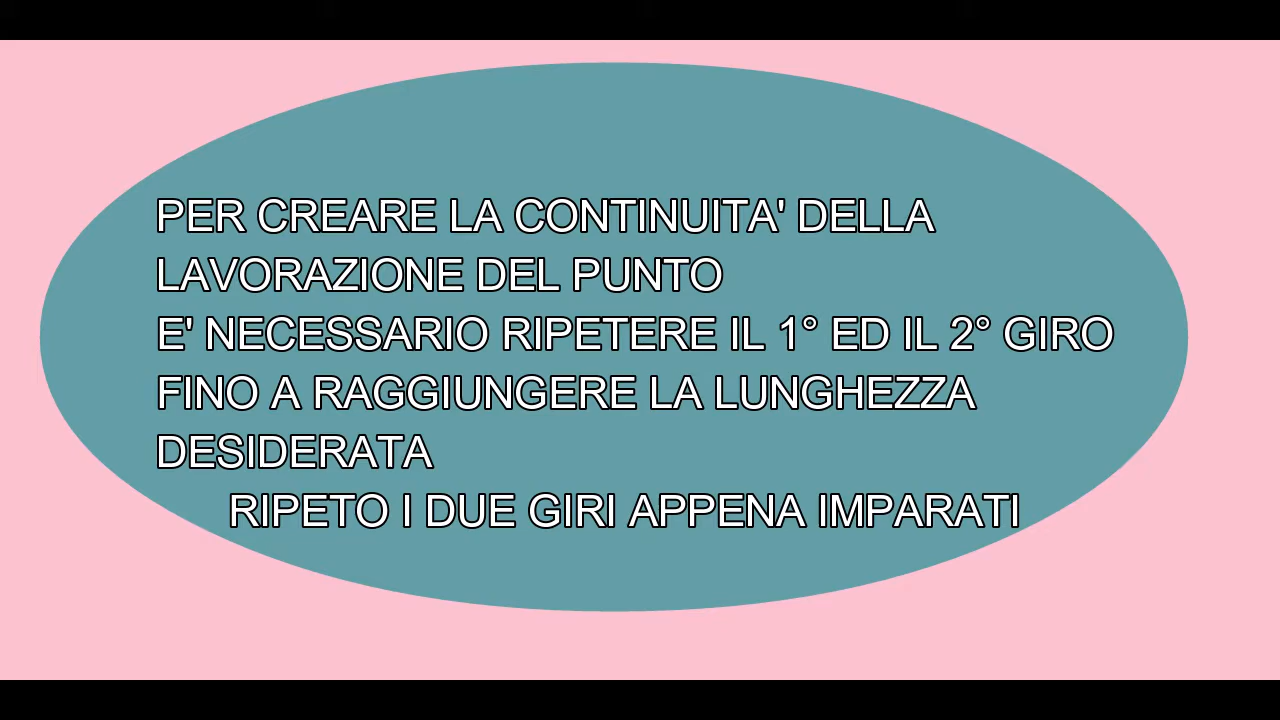 PER CREARE LA CONTINUITA' DELLA
LAVORAZIONE DEL PUNTO
E' NECESSARIO RIPETERE IL 1° ED IL 2° GIRO
FINO A RAGGIUNGERE LA LUNGHEZZA
DESIDERATA
RIPETO I DUE GIRI APPENA IMPARATI